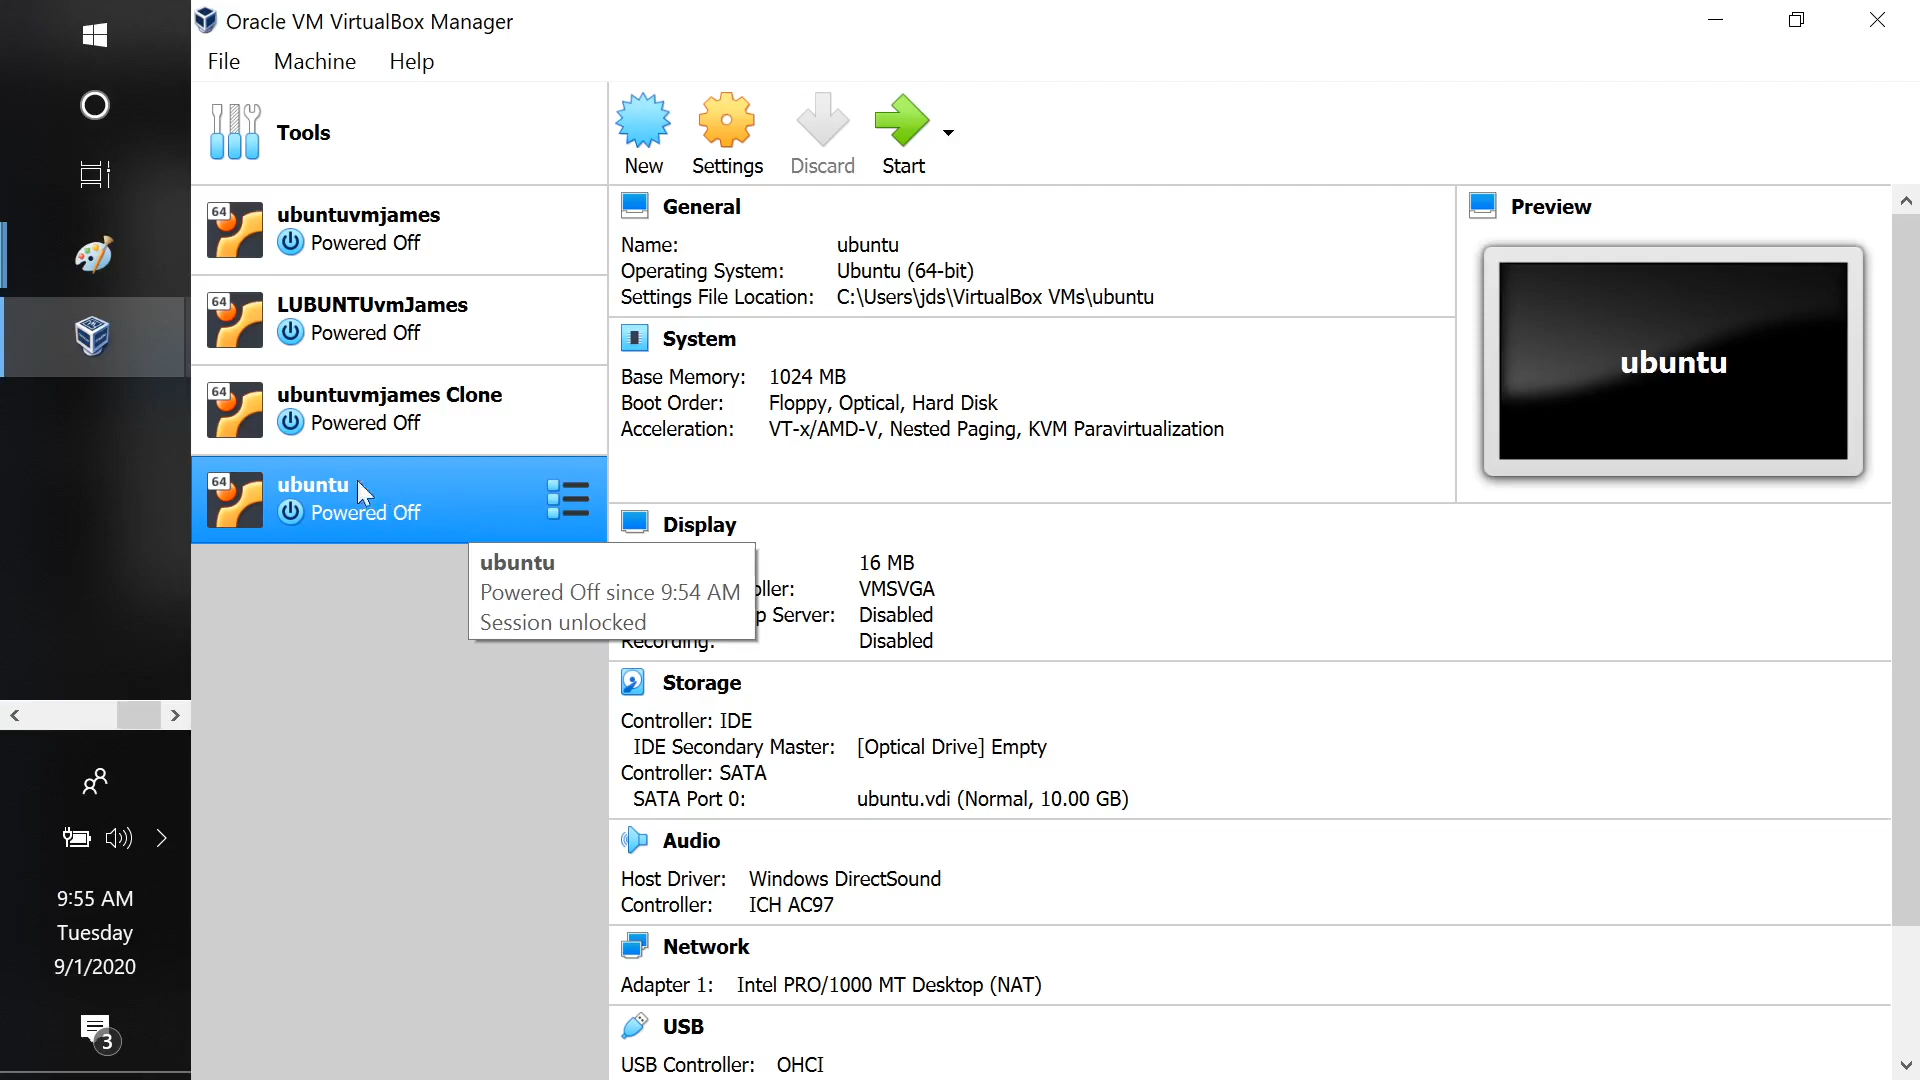 Oracle VM VirtualBox Manager
File Machine Help
Tools
New Settings Discard Start
64 ubuntuvmjames
Powered Off
64 LUBUNTUvmJames
Powered Off
64 ubuntuvmjames Clone
Powered Off
64 ubuntu
Powered Off
ubuntu
Powered Off since 9:54 AM
Session unlocked
General
Name: ubuntu
Operating System: Ubuntu (64-bit)
Settings File Location: C:\Users\jds\VirtualBox VMs\ubuntu
Preview
ubuntu
System
Base Memory: 1024 MB
Boot Order: Floppy, Optical, Hard Disk
Acceleration: VT-x/AMD-V, Nested Paging, KVM Paravirtualization
Display
16 MB
oller: VMSVGA
p Server: Disabled
Recording: Disabled
Storage
Controller: IDE
IDE Secondary Master: [Optical Drive] Empty
Controller: SATA
SATA Port 0: ubuntu.vdi (Normal, 10.00 GB)
Audio
Host Driver: Windows DirectSound
Controller: ICH AC97
Network
Adapter 1: Intel PRO/1000 MT Desktop (NAT)
USB
USB Controller: OHCI
9:55 AM
Tuesday
9/1/2020
3